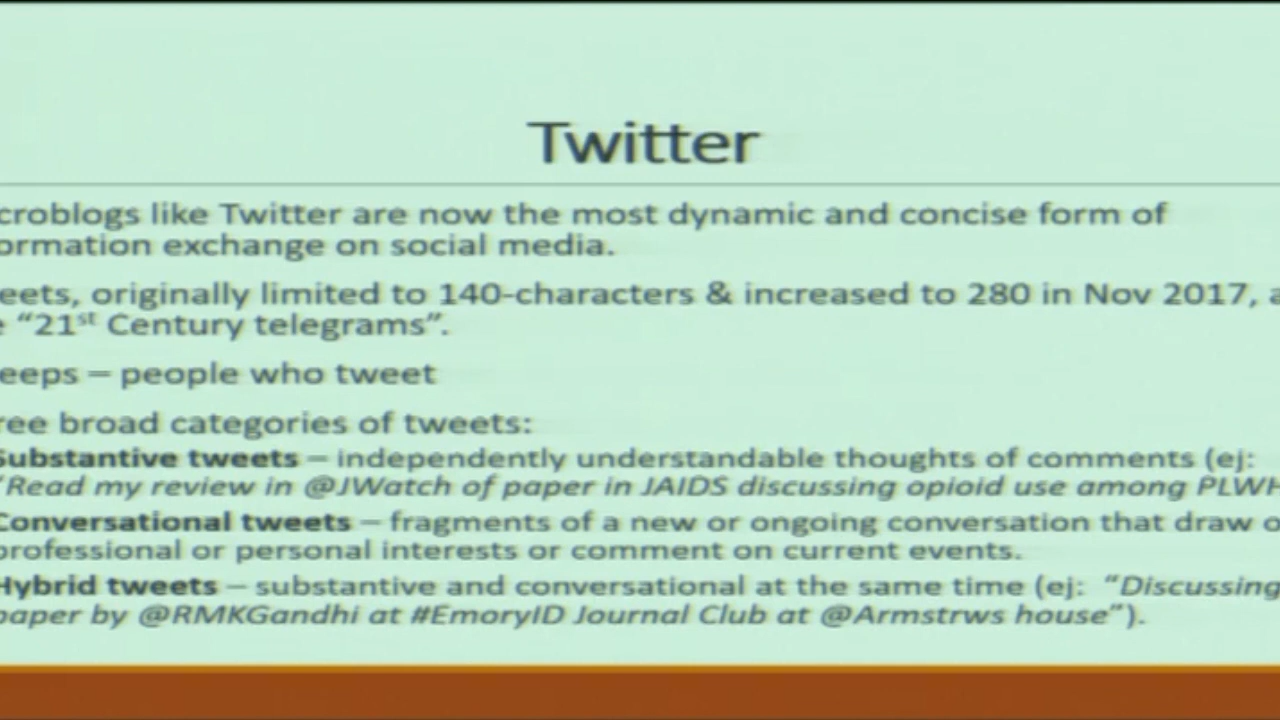 Twitter
croblogs like Twitter are now the most dynamic and concise form of
ormation exchange on social media.
eets, originally limited to 140-characters & increased to 280 in Nov 2017, a
e “21st Century telegrams”.
eeps – people who tweet
ree broad categories of tweets:
Substantive tweets – independently understandable thoughts of comments (ej:
“Read my review in @JWatch of paper in JAIDS discussing opioid use among PLWH
Conversational tweets – fragments of a new or ongoing conversation that draw o
professional or personal interests or comment on current events.
Hybrid tweets – substantive and conversational at the same time (ej: “Discussing
paper by @RMKGandhi at #EmoryID Journal Club at @Armstrws house”).